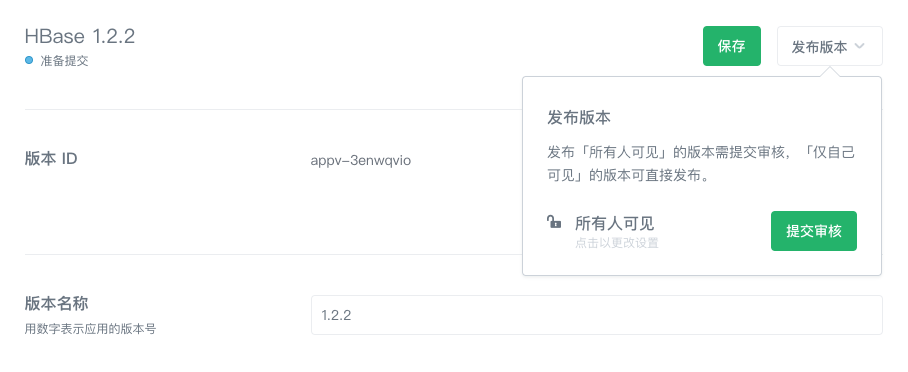 HBase 1.2.2
准备提交
保存
发布版本
发布版本
发布「所有人可见」的版本需提交审核，「仅自己
可见」的版本可直接发布。
所有人可见
点击以更改设置
提交审核
版本 ID
appv-3enwqvio
版本名称
用数字表示应用的版本号
1.2.2